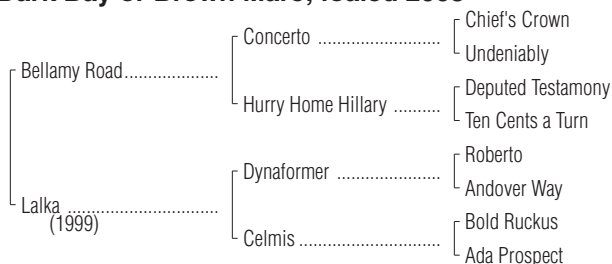 Dark Bay or Brown Mare; foaled
Chief's Crown
Concerto ............................
Undeniably
Bellamy Road.....................
Deputed Testamony
Hurry Home Hillary ..........
Ten Cents a Turn
Roberto
Dynaformer .......................
Andover Way
Lalka ..................................
(1999)
Bold Ruckus
Celmis ...............................
Ada Prospect